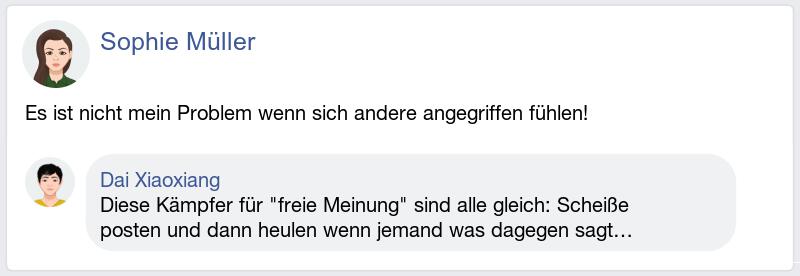 Sophie Müller
Es ist nicht mein Problem wenn sich andere angegriffen fühlen!
Dai Xiaoxiang
Diese Kämpfer für "freie Meinung" sind alle gleich: Scheiße
posten und dann heulen wenn jemand was dagegen sagt...